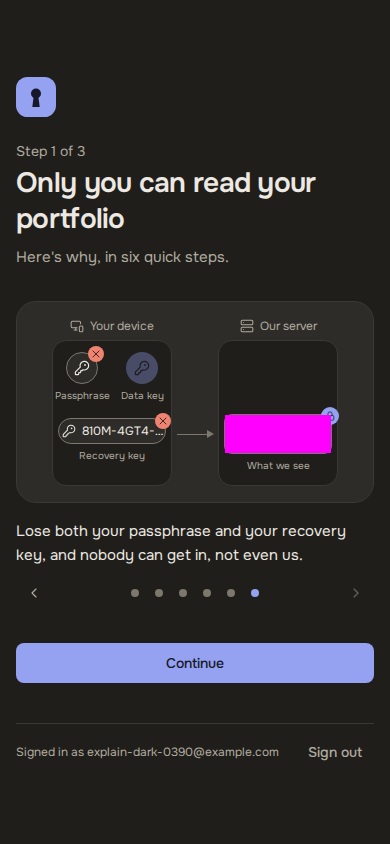 Step 1 of 3
Only you can read your
portfolio
Here's why, in six quick steps.
Your device
Our server
Passphrase
Data key
810M-4GT4-...
Recovery key
What we see
Lose both your passphrase and your recovery
key, and nobody can get in, not even us.
Continue
Signed in as explain-dark-0390@example.com
Sign out